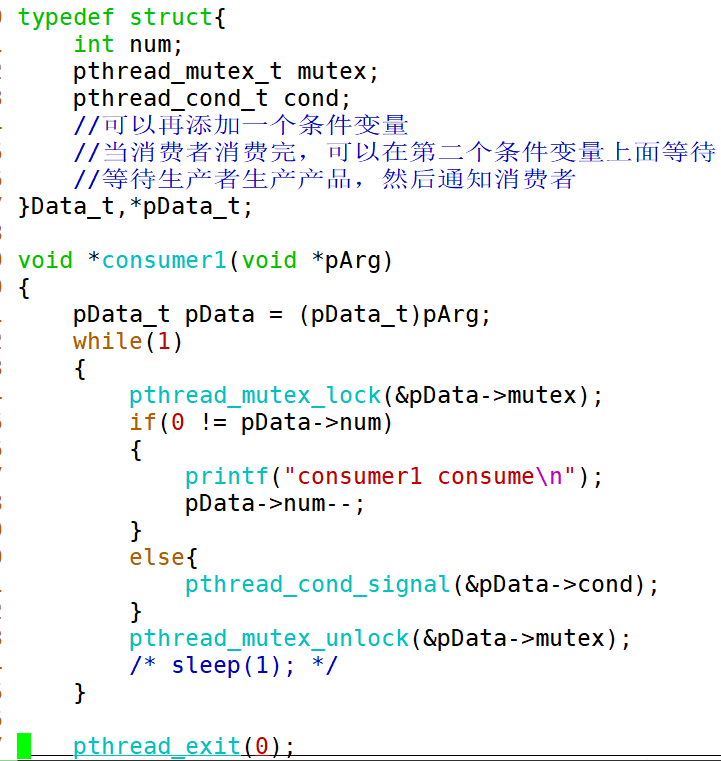 typedef struct{
    int num;
    pthread_mutex_t mutex;
    pthread_cond_t cond;
    //可以再添加一个条件变量
    //当消费者消费完，可以在第二个条件变量上面等待
    //等待生产者生产产品，然后通知消费者
}Data_t,*pData_t;

void *consumer1(void *pArg)
{
    pData_t pData = (pData_t)pArg;
    while(1)
    {
        pthread_mutex_lock(&pData->mutex);
        if(0 != pData->num)
        {
            printf("consumer1 consume\n");
            pData->num--;
        }
        else{
            pthread_cond_signal(&pData->cond);
        }
        pthread_mutex_unlock(&pData->mutex);
        /* sleep(1); */
    }

    pthread_exit(0);